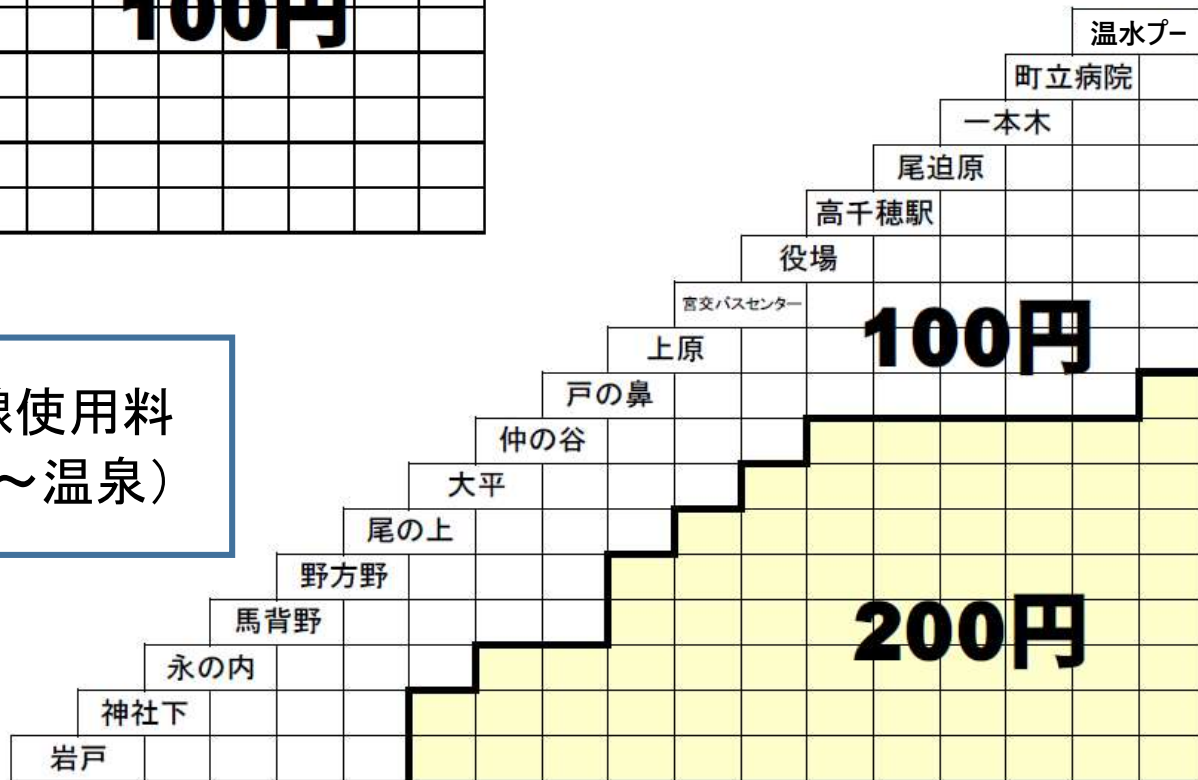 100円
温水プー
町立病院
一本木
尾迫原
高千穂駅
役場
宮交バスセンター
100円
上原
戸の鼻
線使用料
仲の谷
～温泉）
大平
尾の上
野方野
馬背野
200円
永の内
神社下
岩戸